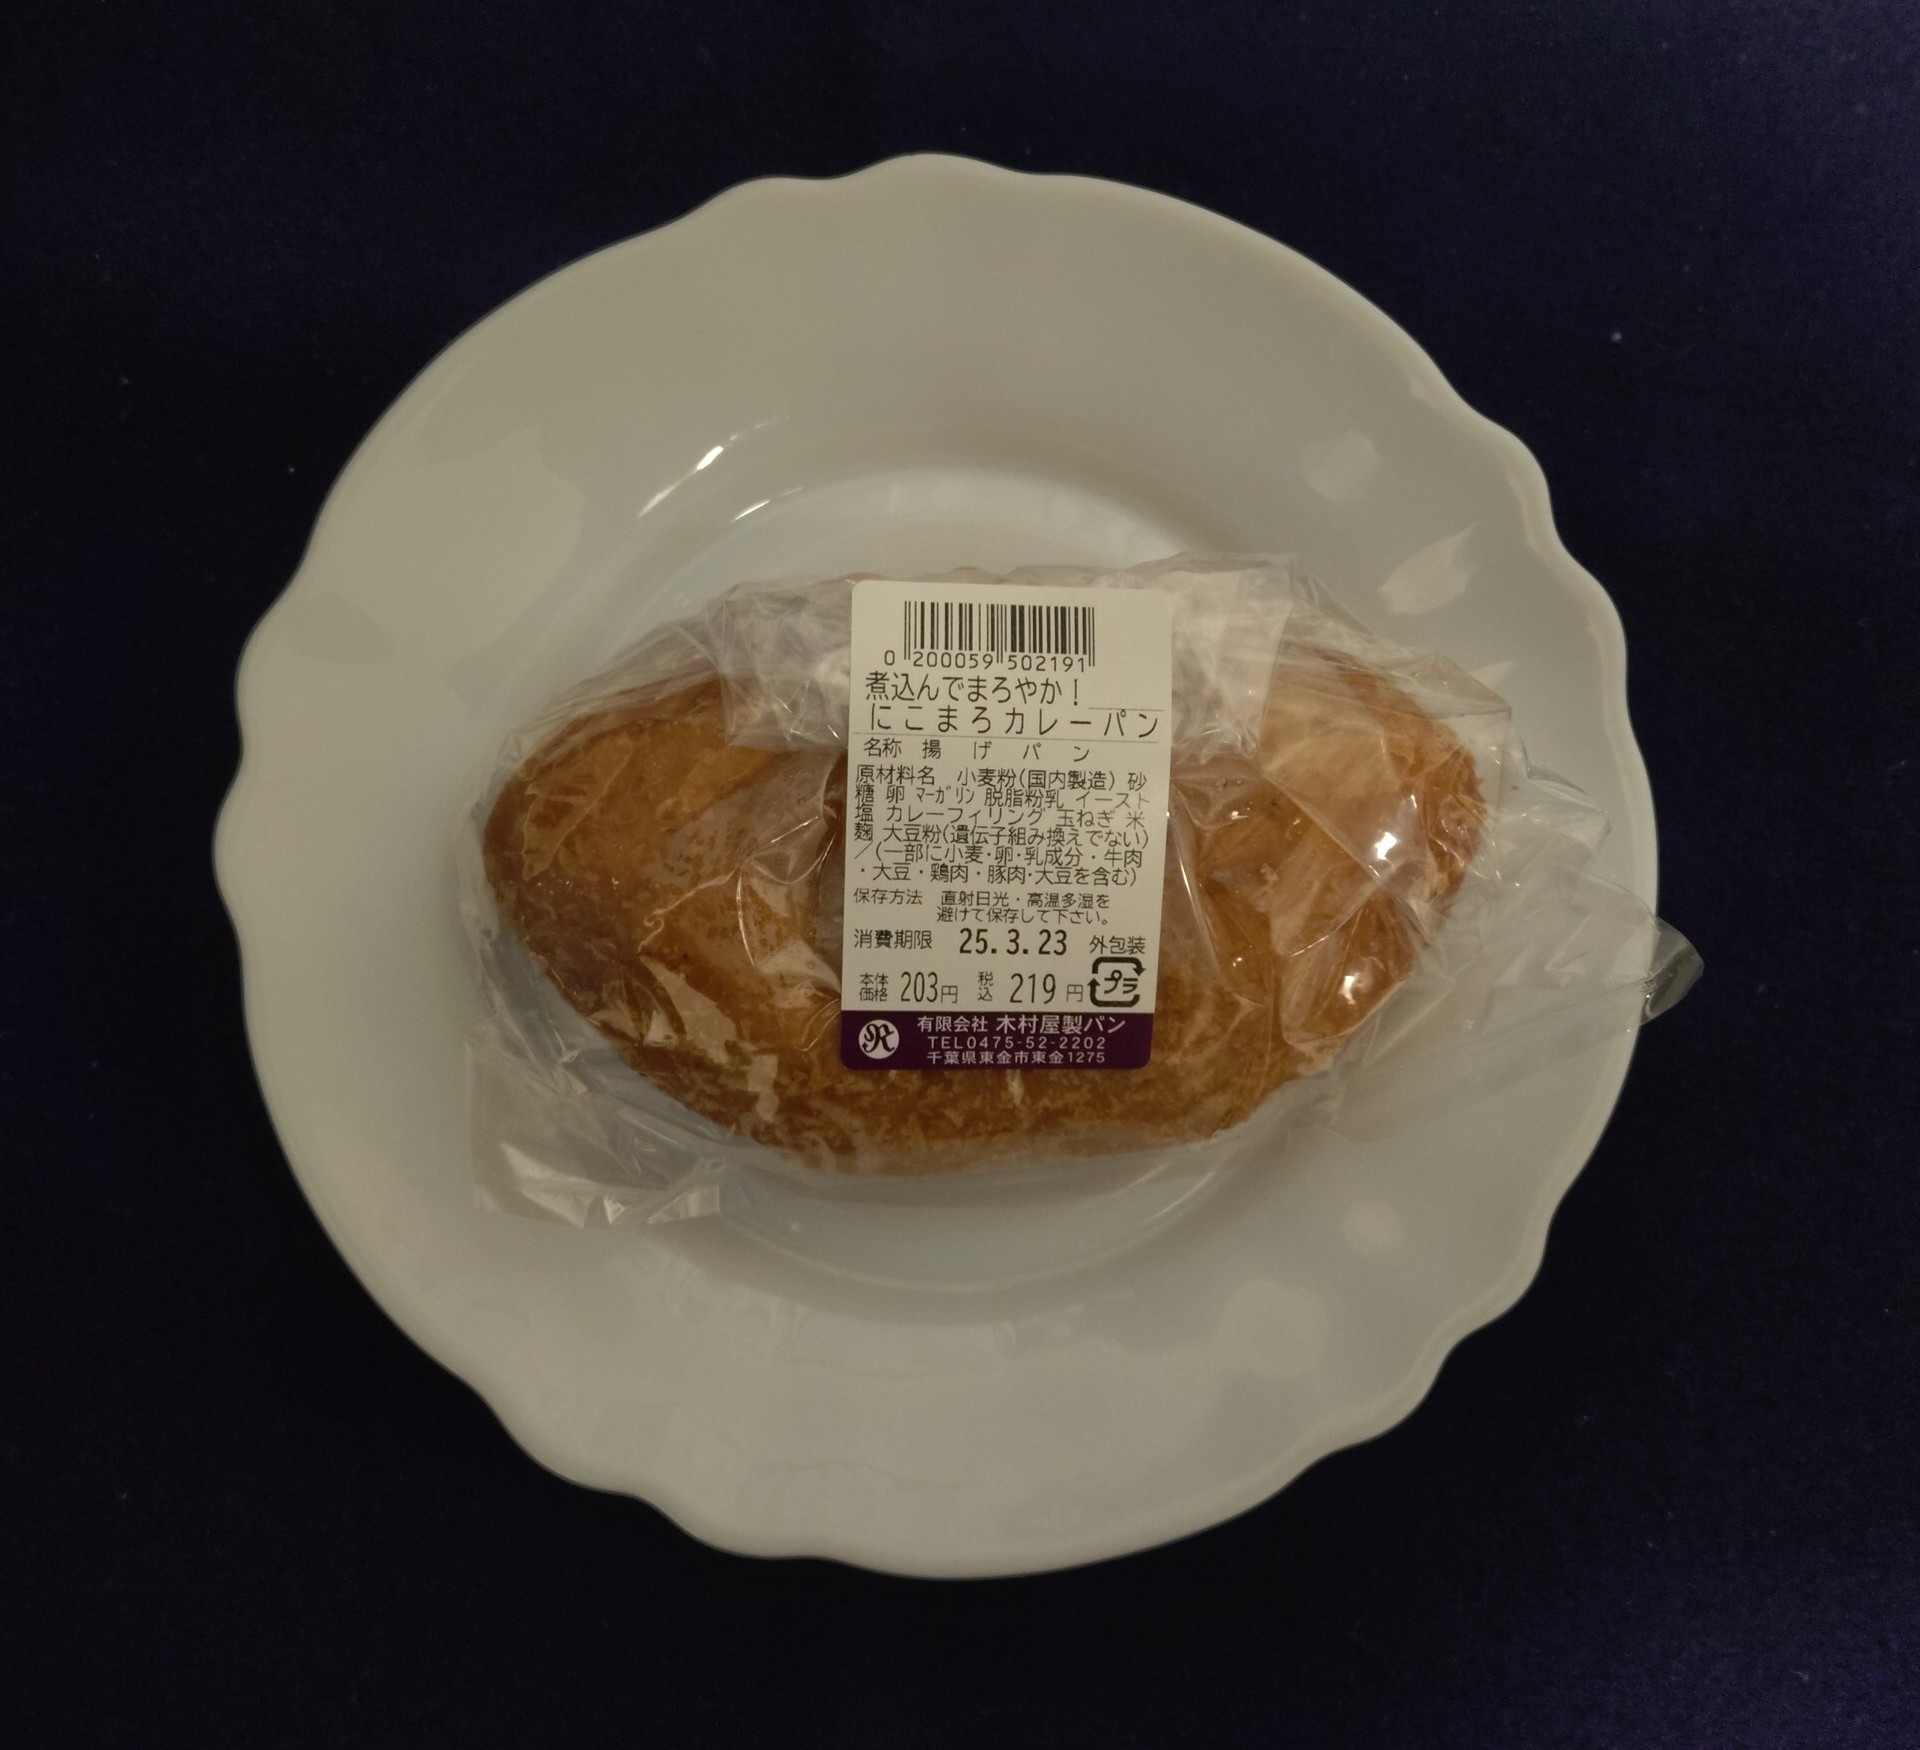 0 200059 502191
煮込んでまろやか!
にこまろカレーパン
名称 揚げパン
原材料名 小麦粉(国内製造) 砂
糖 卵 マーガリン 脱脂粉乳 イースト
塩 カレーフィリング 玉ねぎ 米
麹 大豆粉(遺伝子組み換えでない)
/(一部に小麦・卵・乳成分・牛肉
・大豆・鶏肉・豚肉・大豆を含む)
保存方法 直射日光・高温多湿を
避けて保存して下さい。
消費期限 25.3.23 外包装
本体価格 203円 税込 219円 プラ
有限会社 木村屋製パン
TEL0475-52-2202
千葉県東金市東金1275